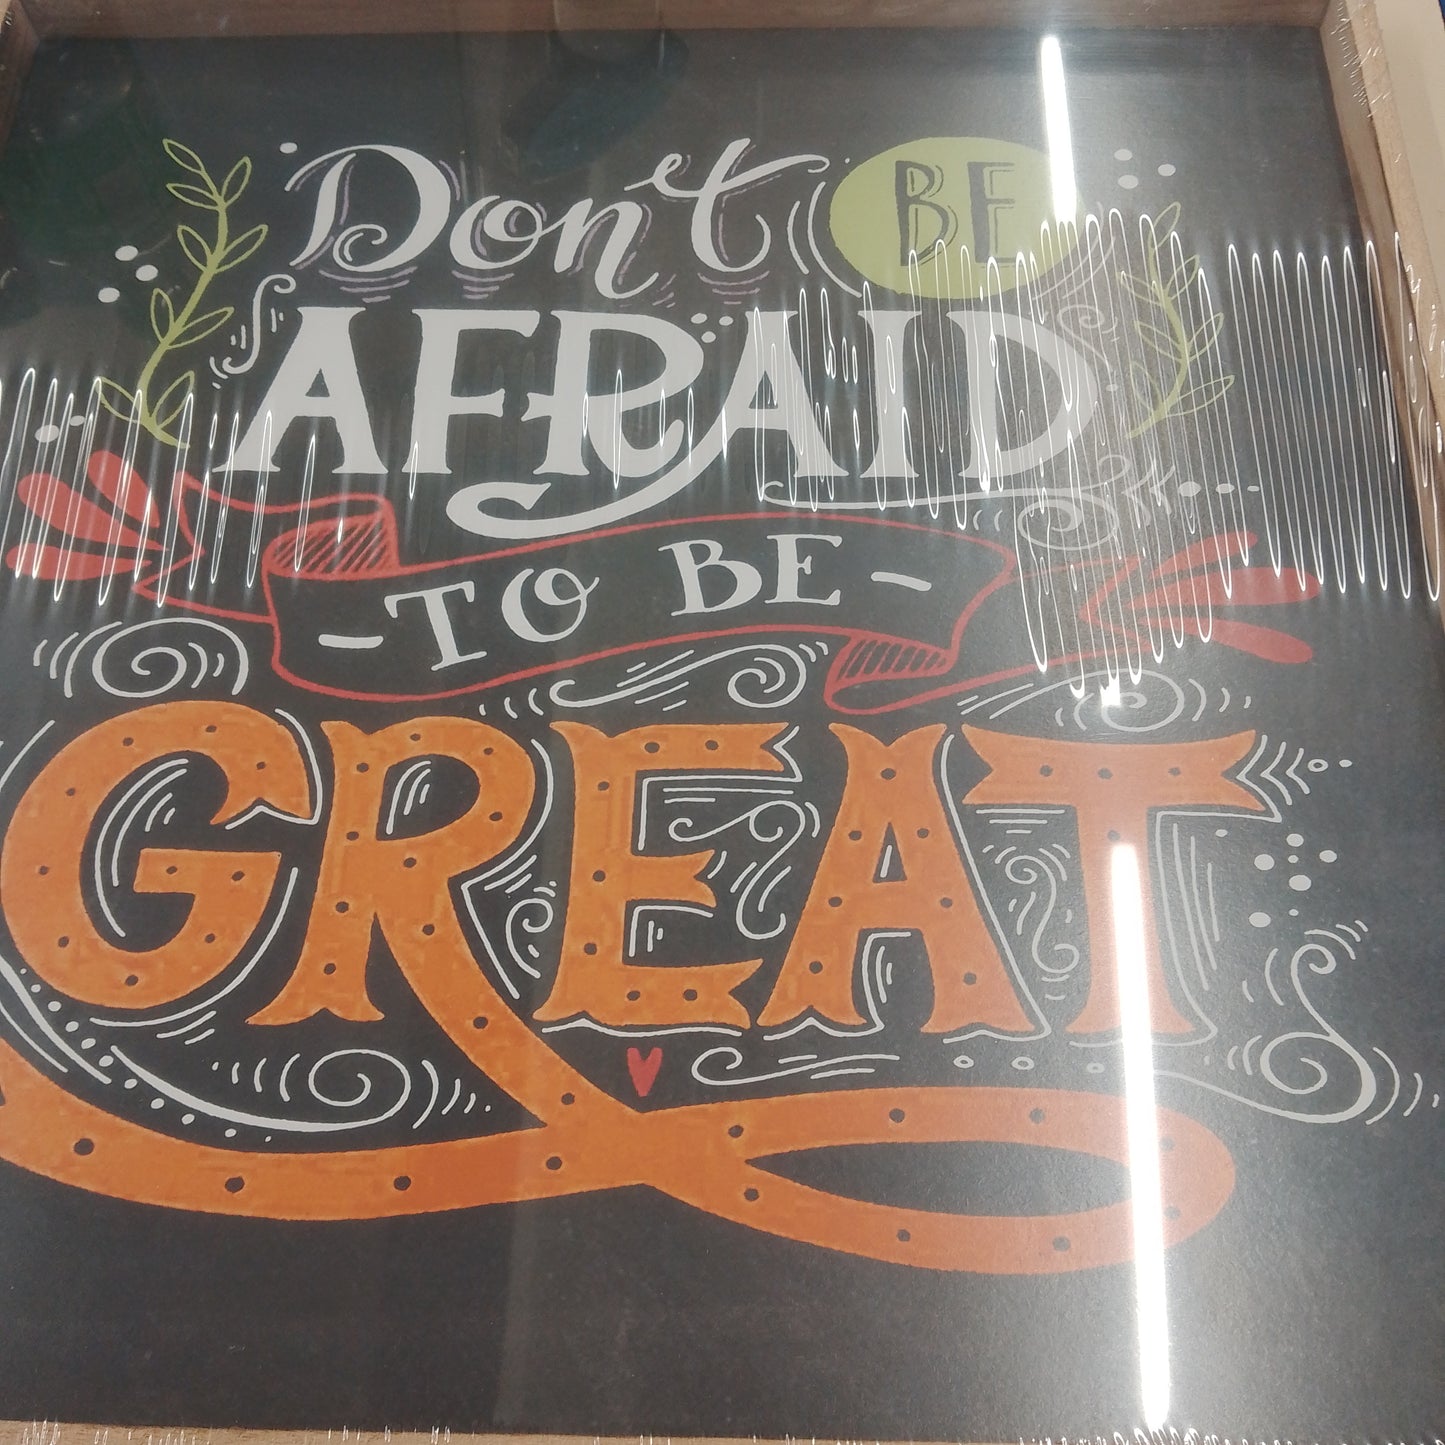 Don't BE
AFRAID
- TO BE -
GREAT